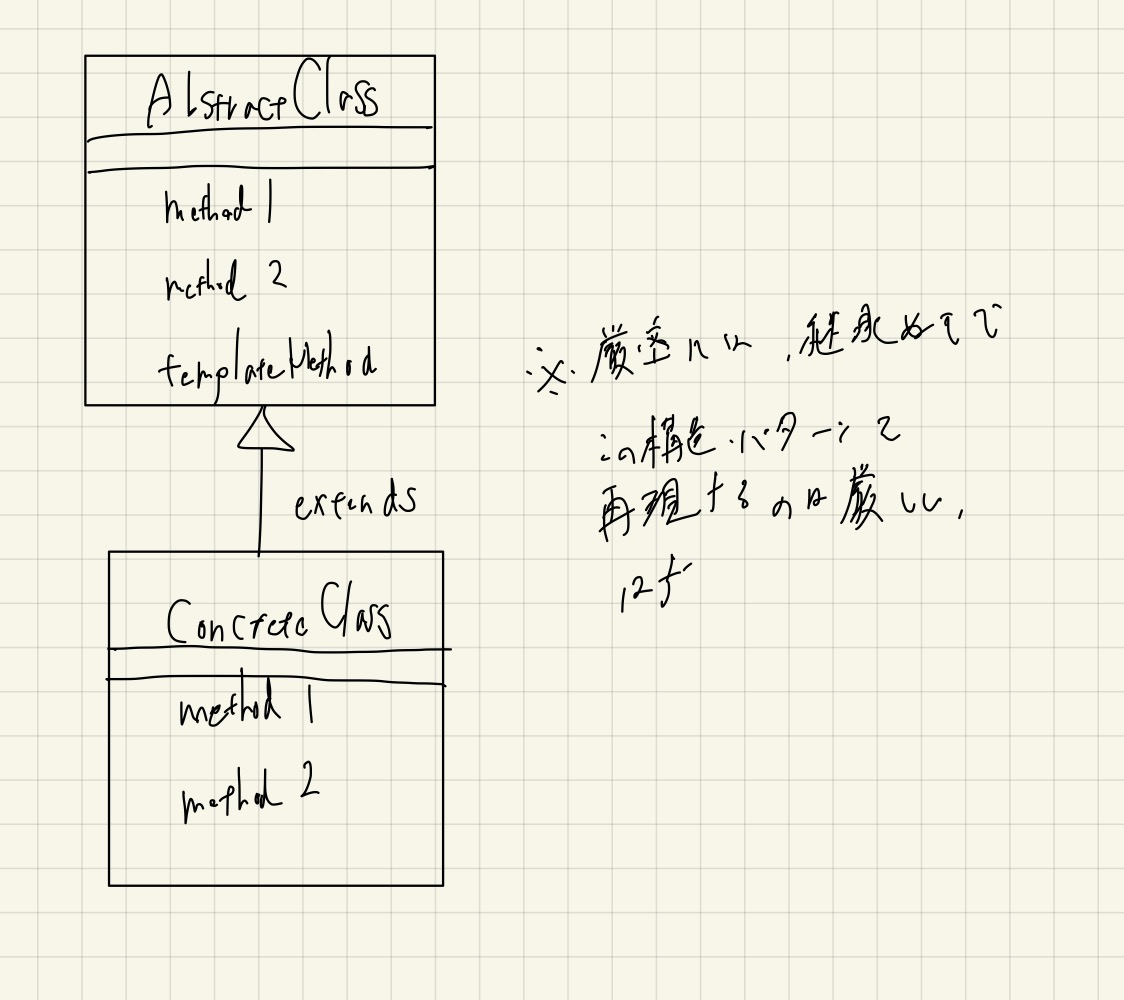 AbstractClass
method 1
method 2
templateMethod
extends
ConcreteClass
method 1
method 2
※ 厳密には、継承なしで
この構造・パターンを
再現するのは厳しい、
はず